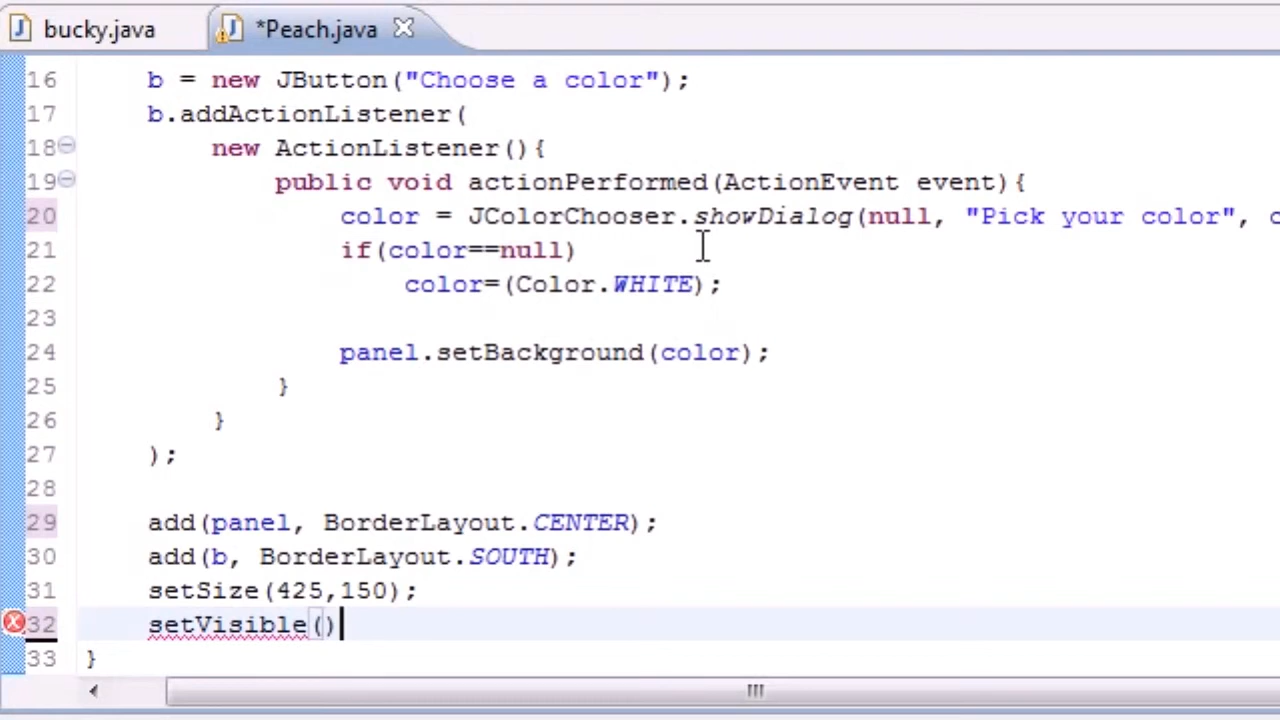 bucky.java *Peach.java
16 b = new JButton("Choose a color");
17 b.addActionListener(
18 new ActionListener(){
19 public void actionPerformed(ActionEvent event){
20 color = JColorChooser.showDialog(null, "Pick your color", c
21 if(color==null)
22 color=(Color.WHITE);
23
24 panel.setBackground(color);
25 }
26 }
27 );
28
29 add(panel, BorderLayout.CENTER);
30 add(b, BorderLayout.SOUTH);
31 setSize(425,150);
32 setVisible()
33 }